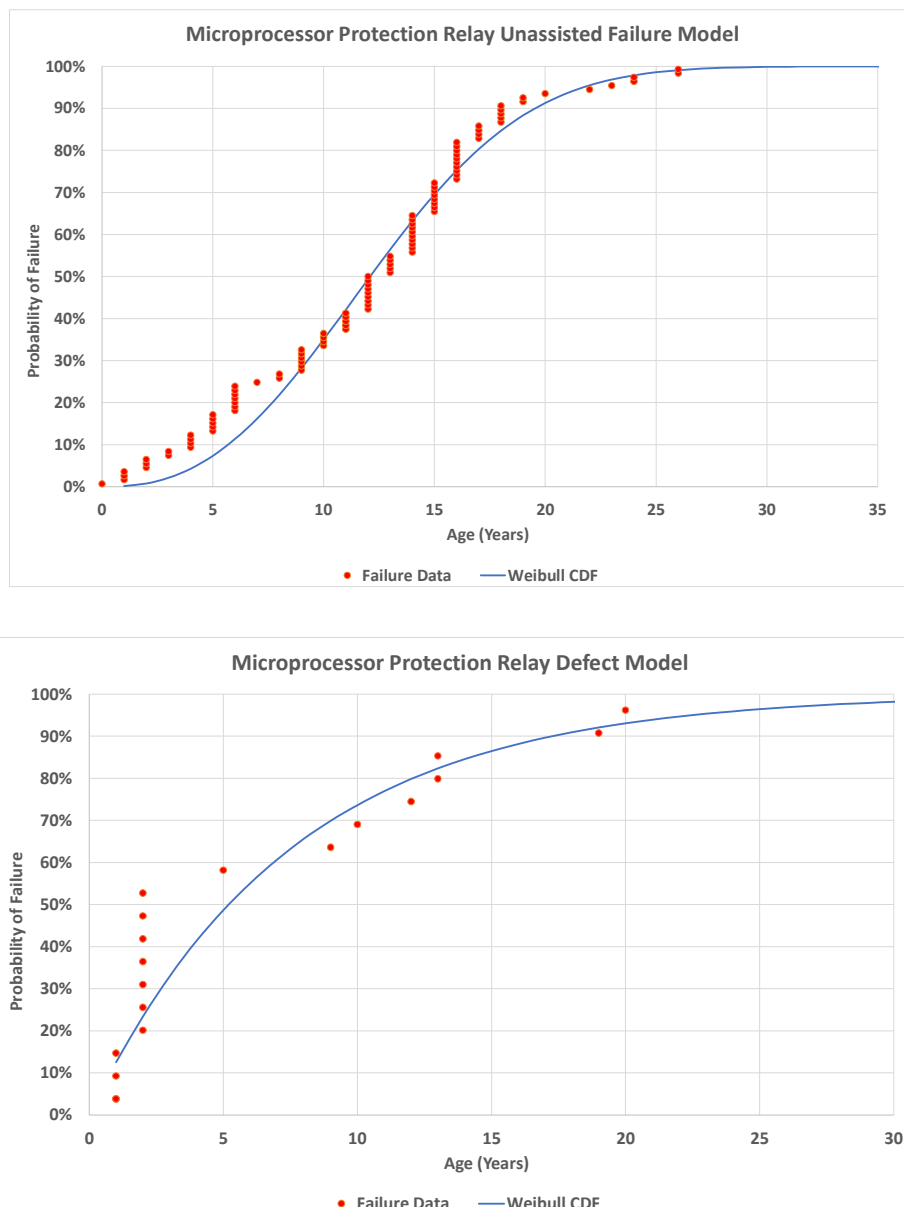 Microprocessor Protection Relay Unassisted Failure Model
100%
90%
80%
70%
60%
50%
40%
30%
20%
10%
0%
Probability of Failure
0 5 10 15 20 25 30 35
Age (Years)
Failure Data Weibull CDF
Microprocessor Protection Relay Defect Model
100%
90%
80%
70%
60%
50%
40%
30%
20%
10%
0%
Probability of Failure
0 5 10 15 20 25 30
Age (Years)
Failure Data Weibull CDF